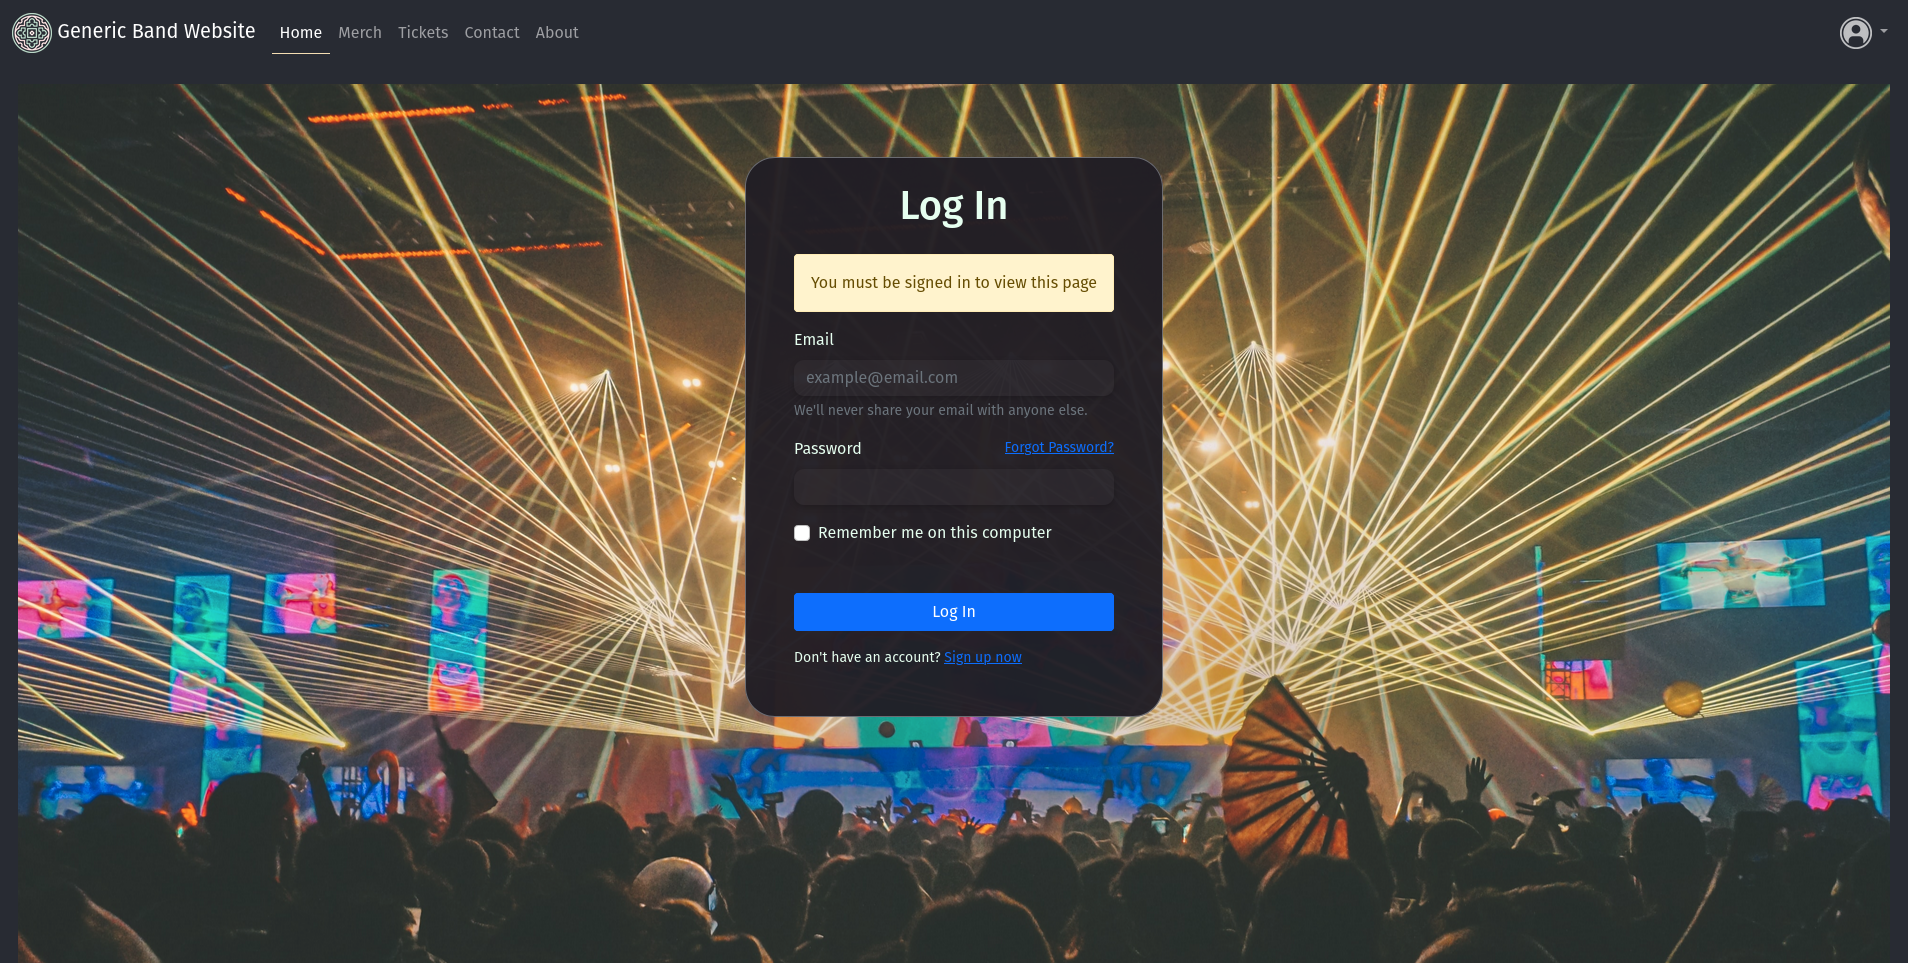 Generic Band Website
Home Merch Tickets Contact About
Log In
You must be signed in to view this page
Email
example@email.com
We'll never share your email with anyone else.
Password Forgot Password?
Remember me on this computer
Log In
Don't have an account? Sign up now